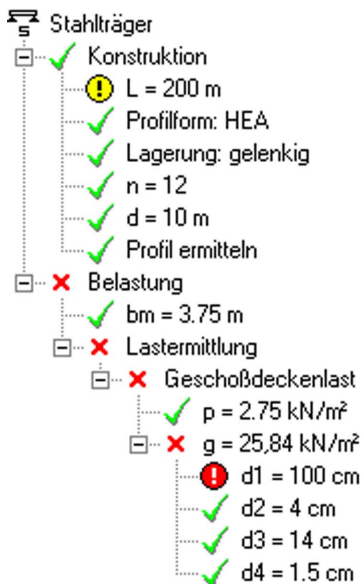 Stahlträger
Konstruktion
L = 200 m
Profilform: HEA
Lagerung: gelenkig
n = 12
d = 10 m
Profil ermitteln
Belastung
bm = 3.75 m
Lastermittlung
Geschoßdeckenlast
p = 2.75 kN/m²
g = 25,84 kN/m²
d1 = 100 cm
d2 = 4 cm
d3 = 14 cm
d4 = 1.5 cm